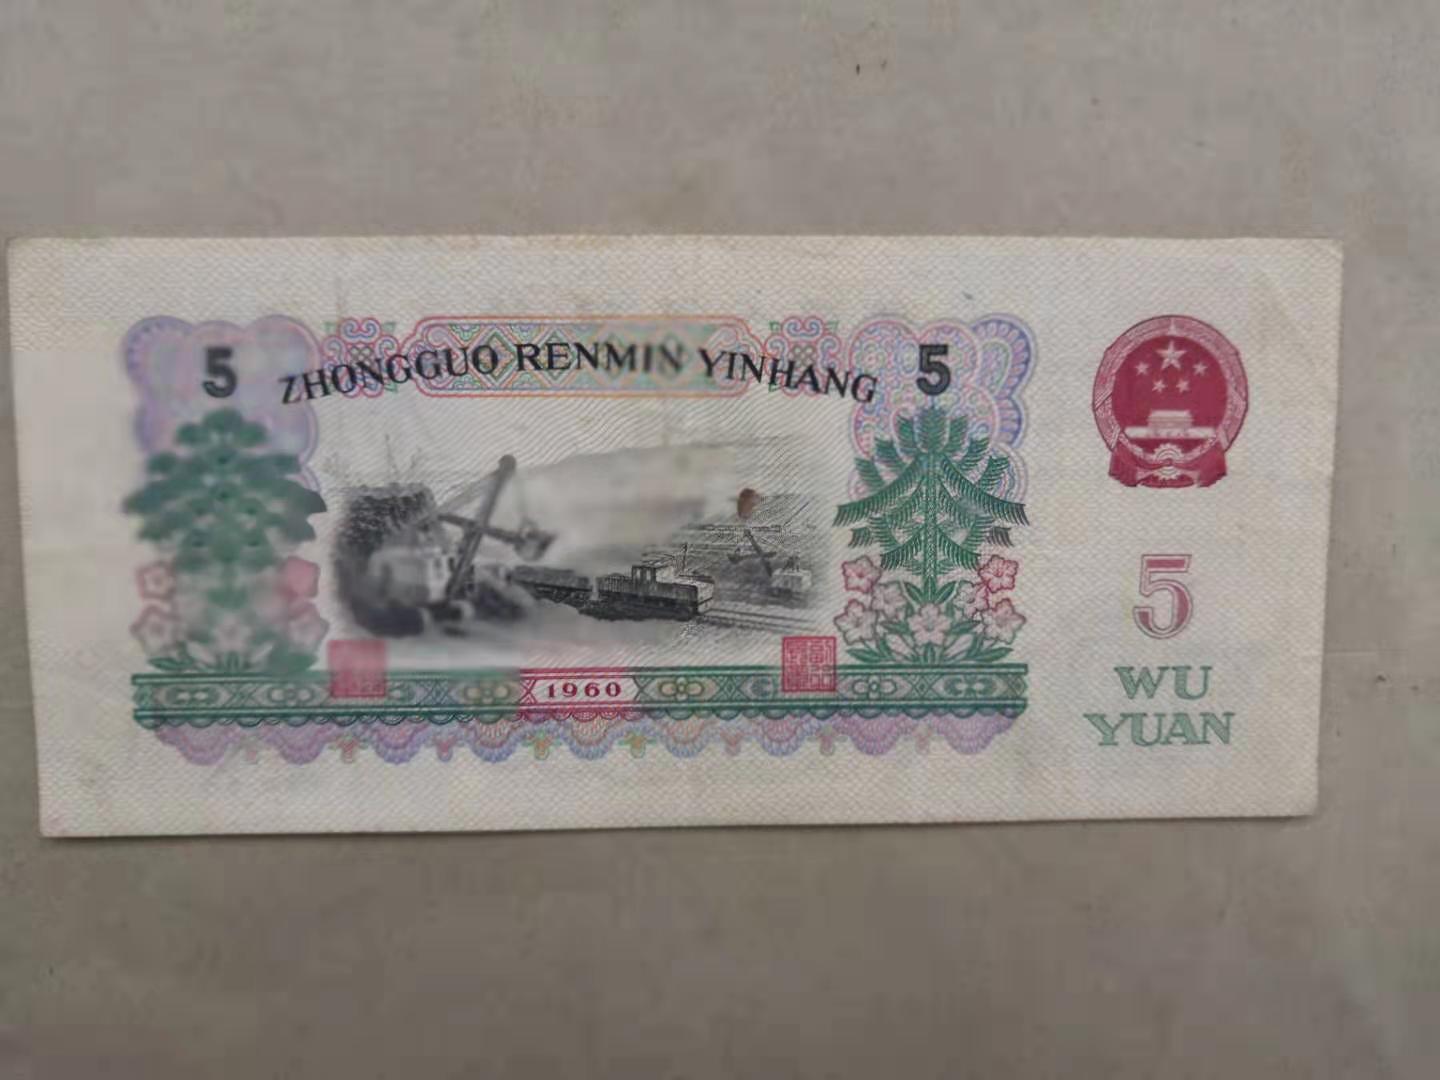 5 ZHONGGUO RENMIN YINHANG 5
5
WU
YUAN
1960